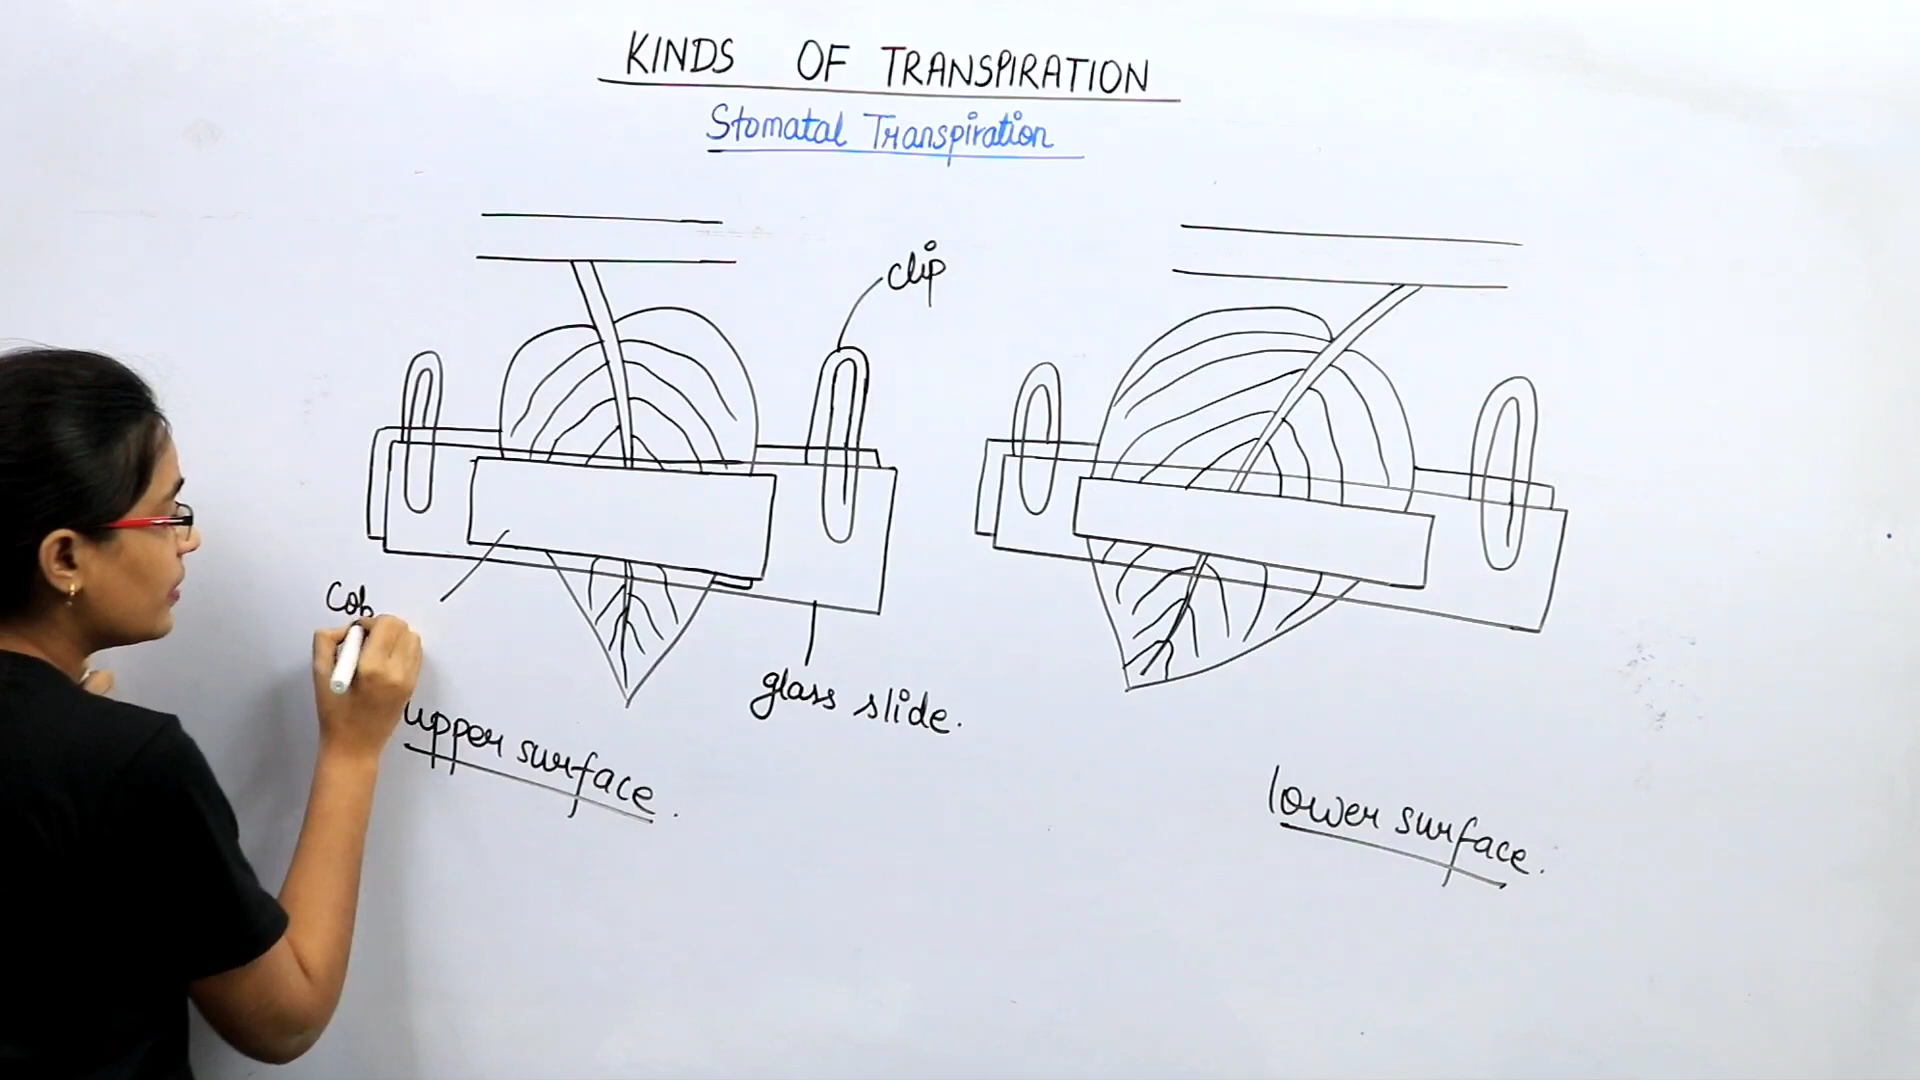 KINDS OF TRANSPIRATION
Stomatal Transpiration
clip
Cob
glass slide.
upper surface.
lower surface.